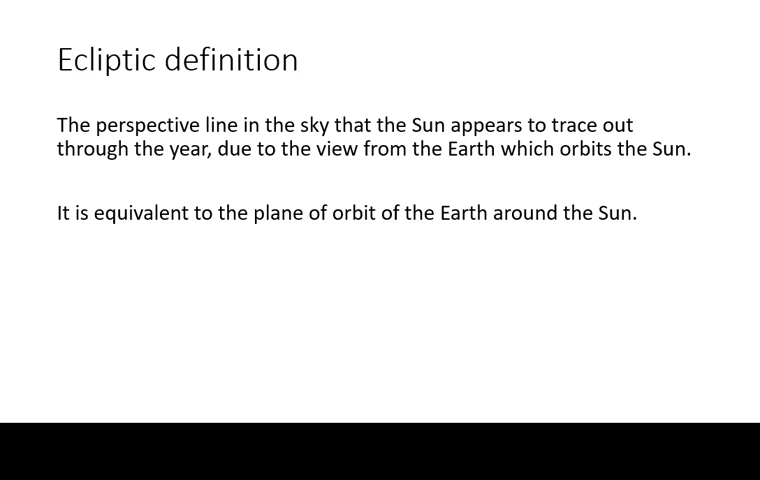 Ecliptic definition
The perspective line in the sky that the Sun appears to trace out
through the year, due to the view from the Earth which orbits the Sun.
It is equivalent to the plane of orbit of the Earth around the Sun.